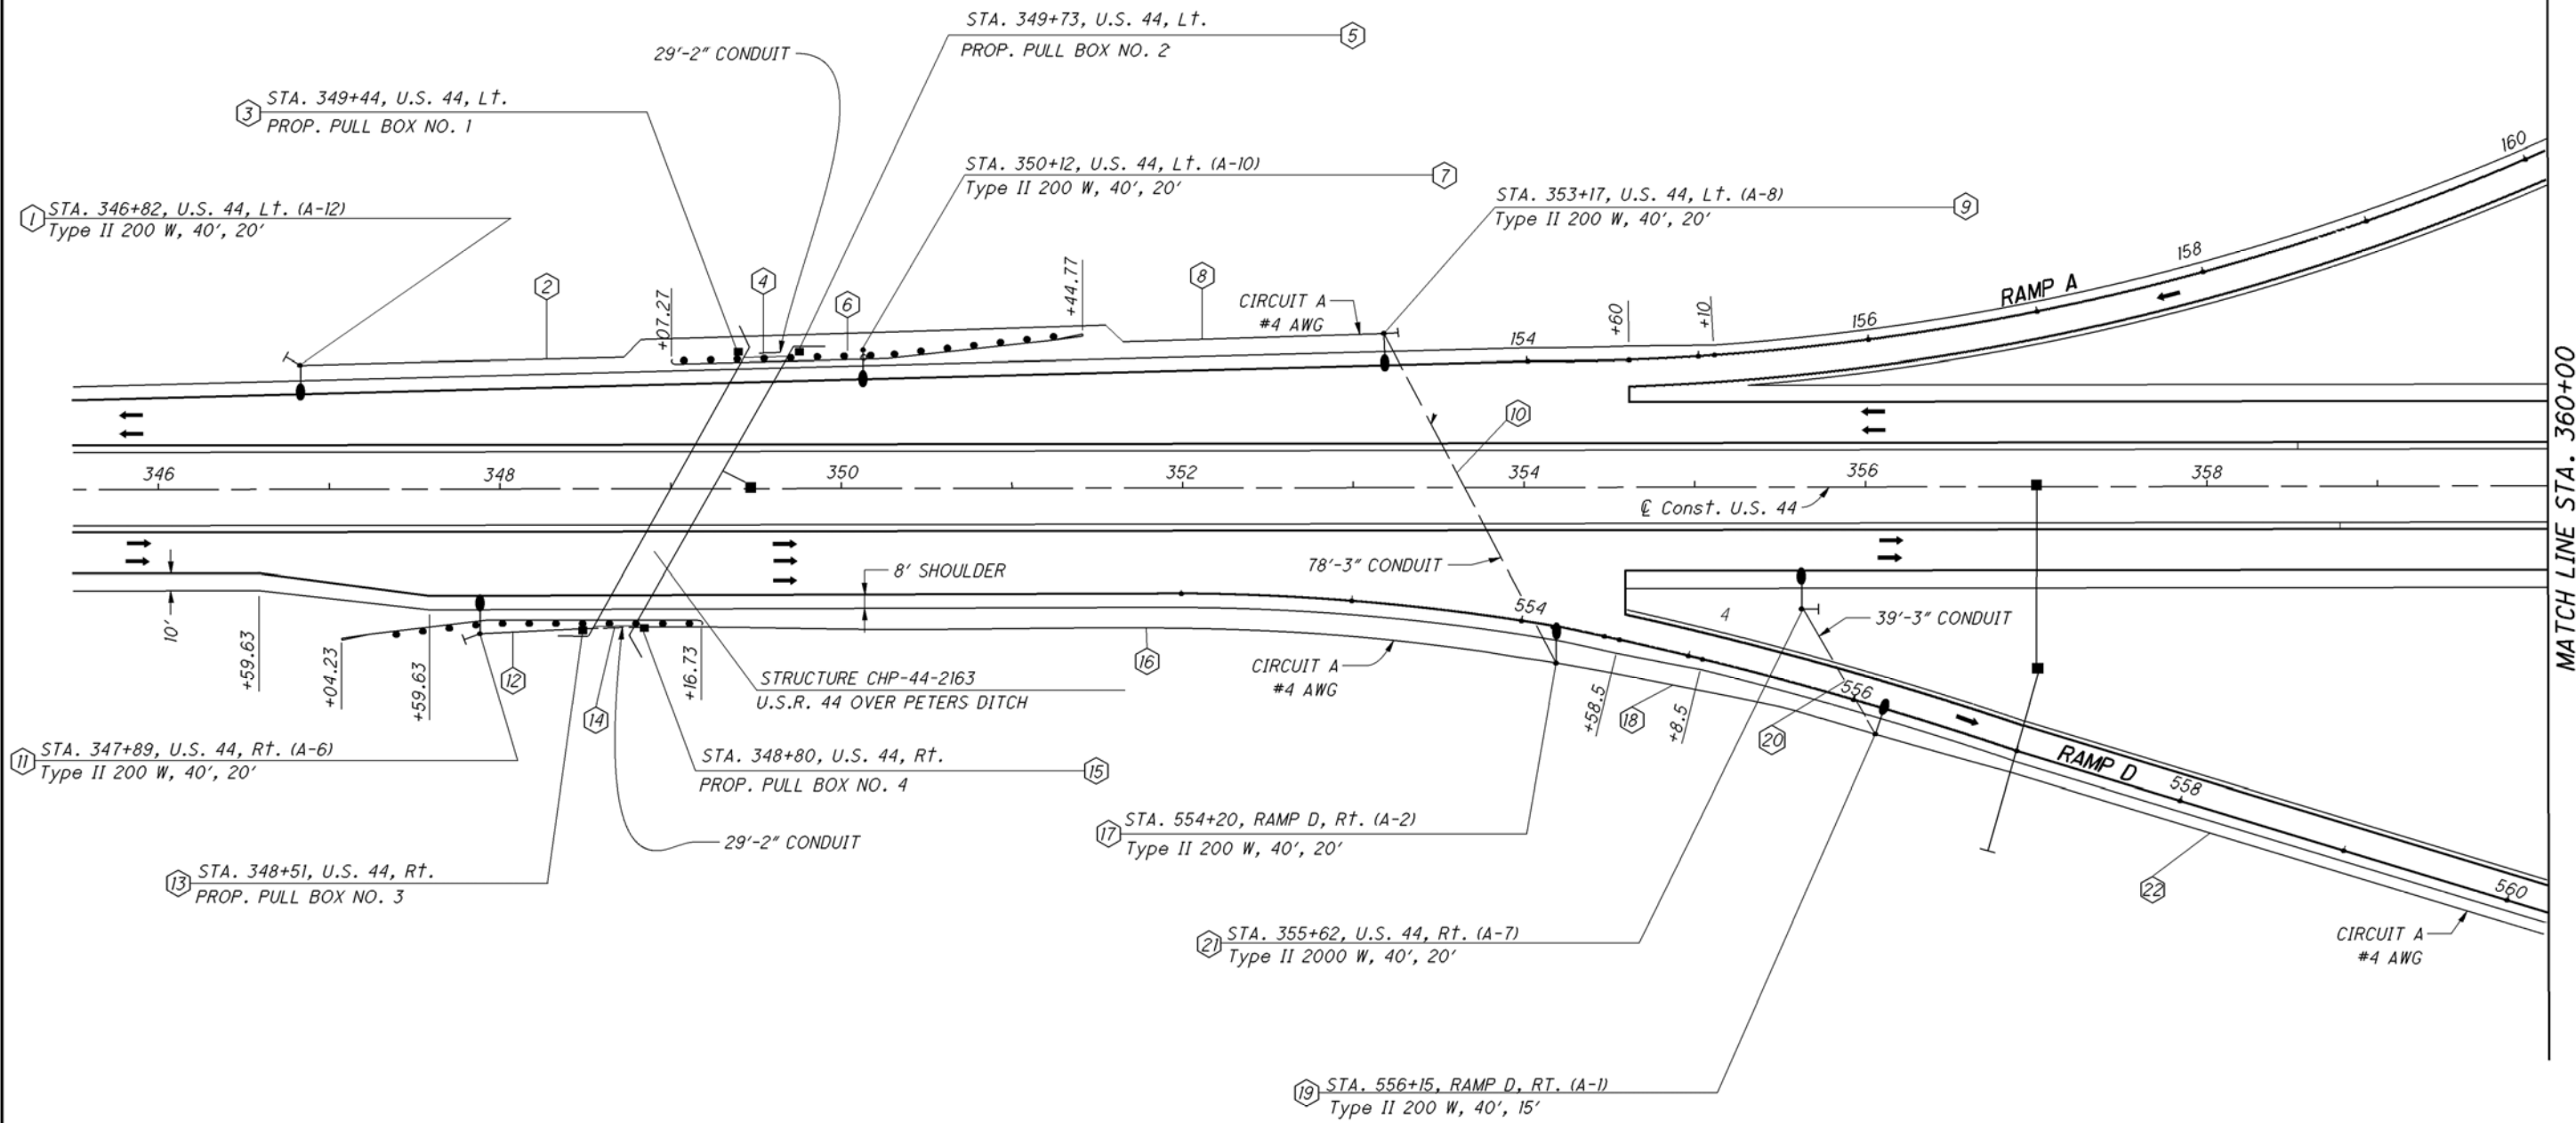 STA. 349+73, U.S. 44, Lt.
PROP. PULL BOX NO. 2
5
29'-2" CONDUIT
3
STA. 349+44, U.S. 44, Lt.
PROP. PULL BOX NO. 1
STA. 350+12, U.S. 44, Lt. (A-10)
Type II 200 W, 40', 20'
7
1
STA. 346+82, U.S. 44, Lt. (A-12)
Type II 200 W, 40', 20'
STA. 353+17, U.S. 44, Lt. (A-8)
Type II 200 W, 40', 20'
9
160
158
RAMP A
156
154
2
+07.27
4
6
+44.77
8
CIRCUIT A
#4 AWG
+60
+10
10
346
348
350
352
354
356
358
MATCH LINE STA. 360+00
℄ Const. U.S. 44
8' SHOULDER
78'-3" CONDUIT
10'
+59.63
+04.23
+59.63
12
14
+16.73
STRUCTURE CHP-44-2163
U.S.R. 44 OVER PETERS DITCH
16
CIRCUIT A
#4 AWG
554
4
39'-3" CONDUIT
+58.5
18
+8.5
20
556
RAMP D
558
560
22
CIRCUIT A
#4 AWG
11
STA. 347+89, U.S. 44, Rt. (A-6)
Type II 200 W, 40', 20'
STA. 348+80, U.S. 44, Rt.
PROP. PULL BOX NO. 4
15
29'-2" CONDUIT
13
STA. 348+51, U.S. 44, Rt.
PROP. PULL BOX NO. 3
17
STA. 554+20, RAMP D, Rt. (A-2)
Type II 200 W, 40', 20'
21
STA. 355+62, U.S. 44, Rt. (A-7)
Type II 2000 W, 40', 20'
19
STA. 556+15, RAMP D, RT. (A-1)
Type II 200 W, 40', 15'